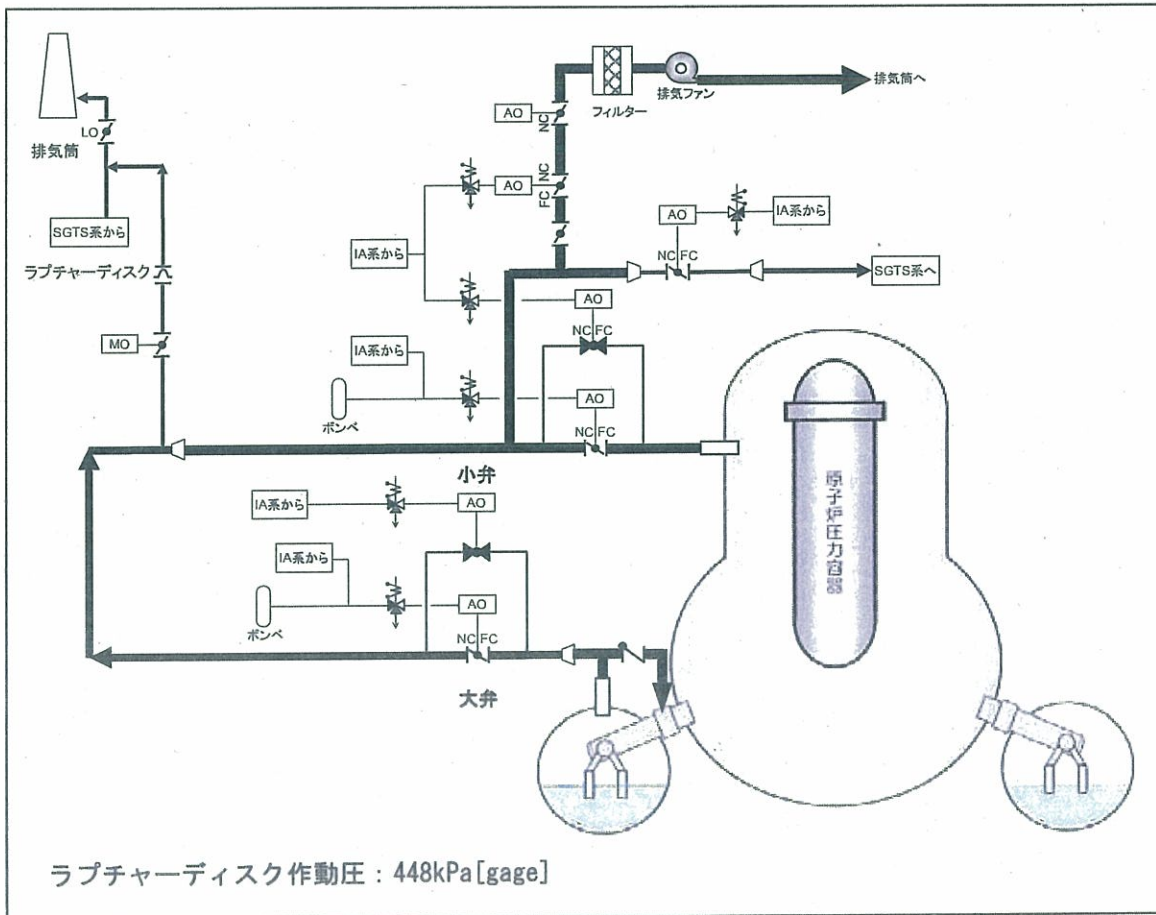 排気筒へ
フィルター
排気ファン
AO
NC
LO
排気筒
NC
AO
FC
IA系から
AO
SGTS系から
IA系から
NC FC
SGTS系へ
ラプチャーディスク
AO
MO
NC FC
IA系から
AO
ボンベ
NC FC
小弁
原子炉圧力容器
IA系から
AO
IA系から
AO
ボンベ
NC FC
大弁
ラプチャーディスク作動圧：448kPa[gage]